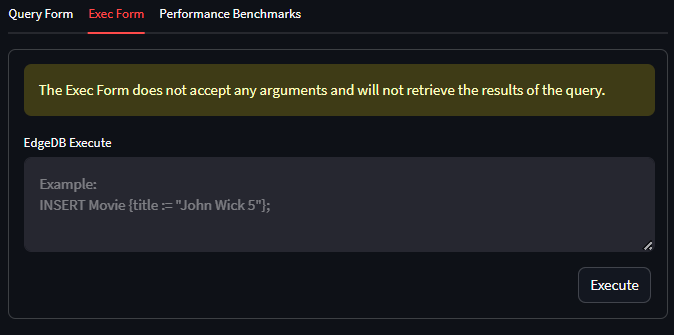 Query Form Exec Form Performance Benchmarks
The Exec Form does not accept any arguments and will not retrieve the results of the query.
EdgeDB Execute
Example:
INSERT Movie {title := "John Wick 5"};
Execute